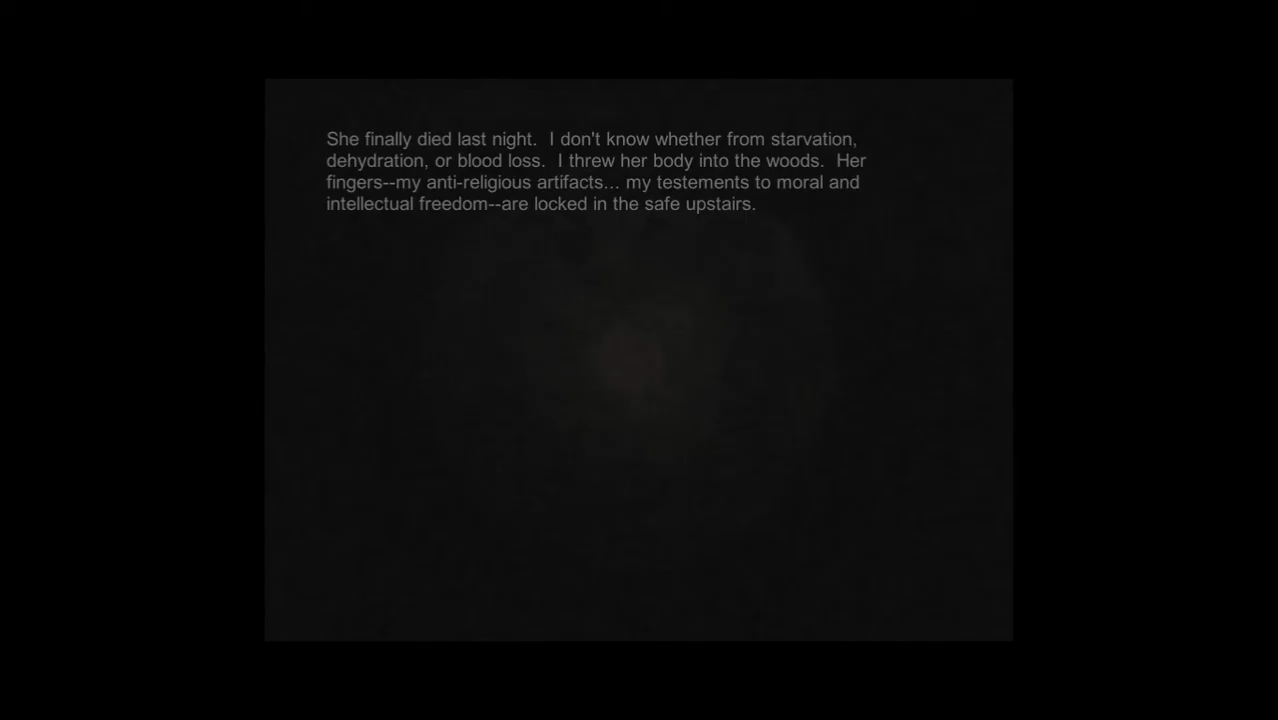 She finally died last night.  I don't know whether from starvation,
dehydration, or blood loss.  I threw her body into the woods.  Her
fingers--my anti-religious artifacts... my testements to moral and
intellectual freedom--are locked in the safe upstairs.